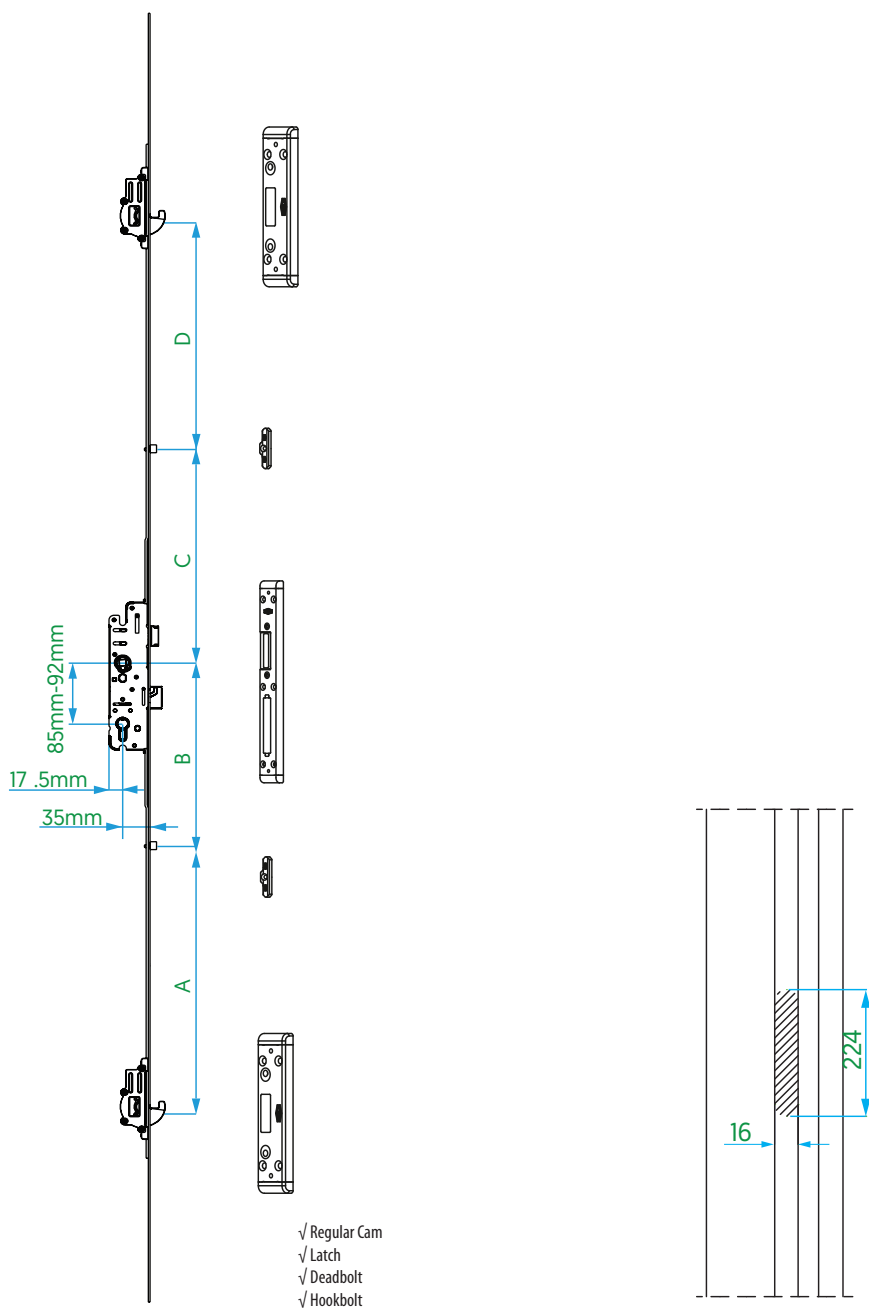 D
C
85mm-92mm
B
17 .5mm
35mm
A
224
16
√ Regular Cam
√ Latch
√ Deadbolt
√ Hookbolt